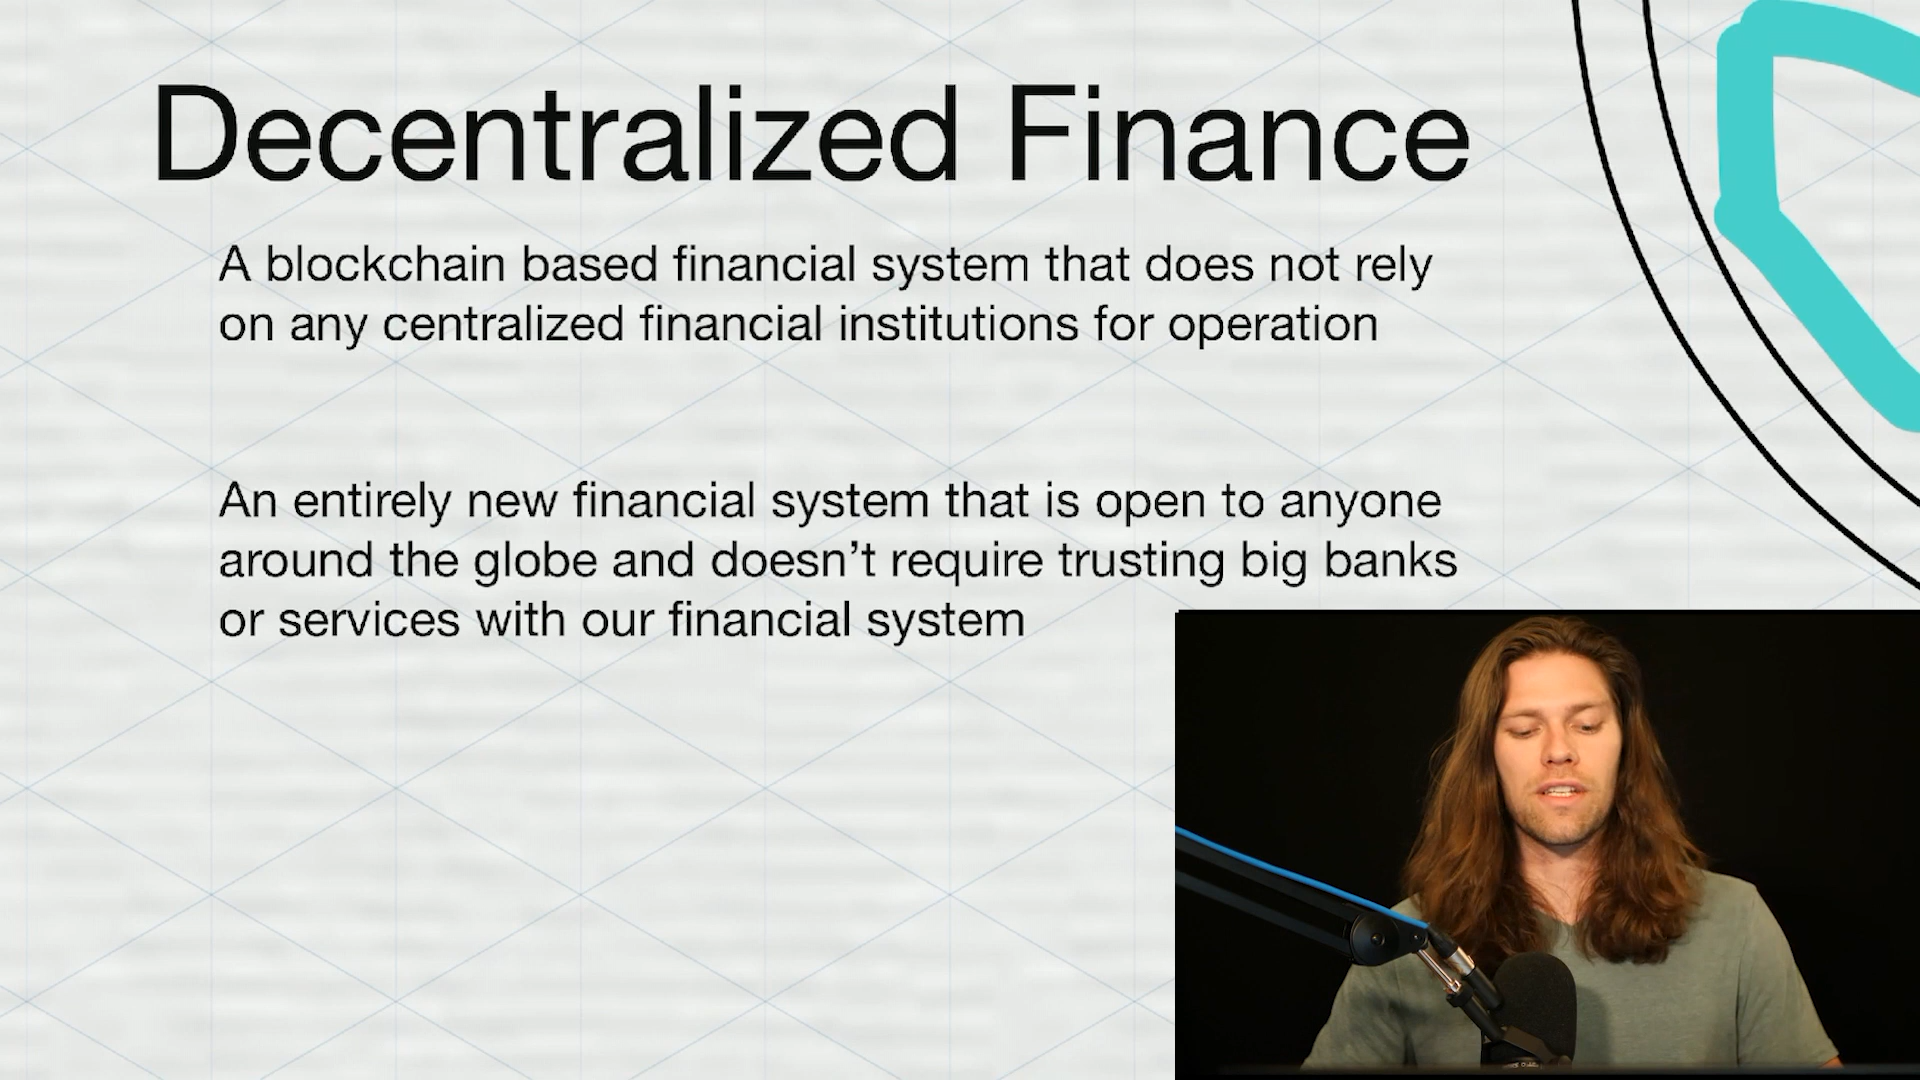 Decentralized Finance
A blockchain based financial system that does not rely
on any centralized financial institutions for operation
An entirely new financial system that is open to anyone
around the globe and doesn’t require trusting big banks
or services with our financial system